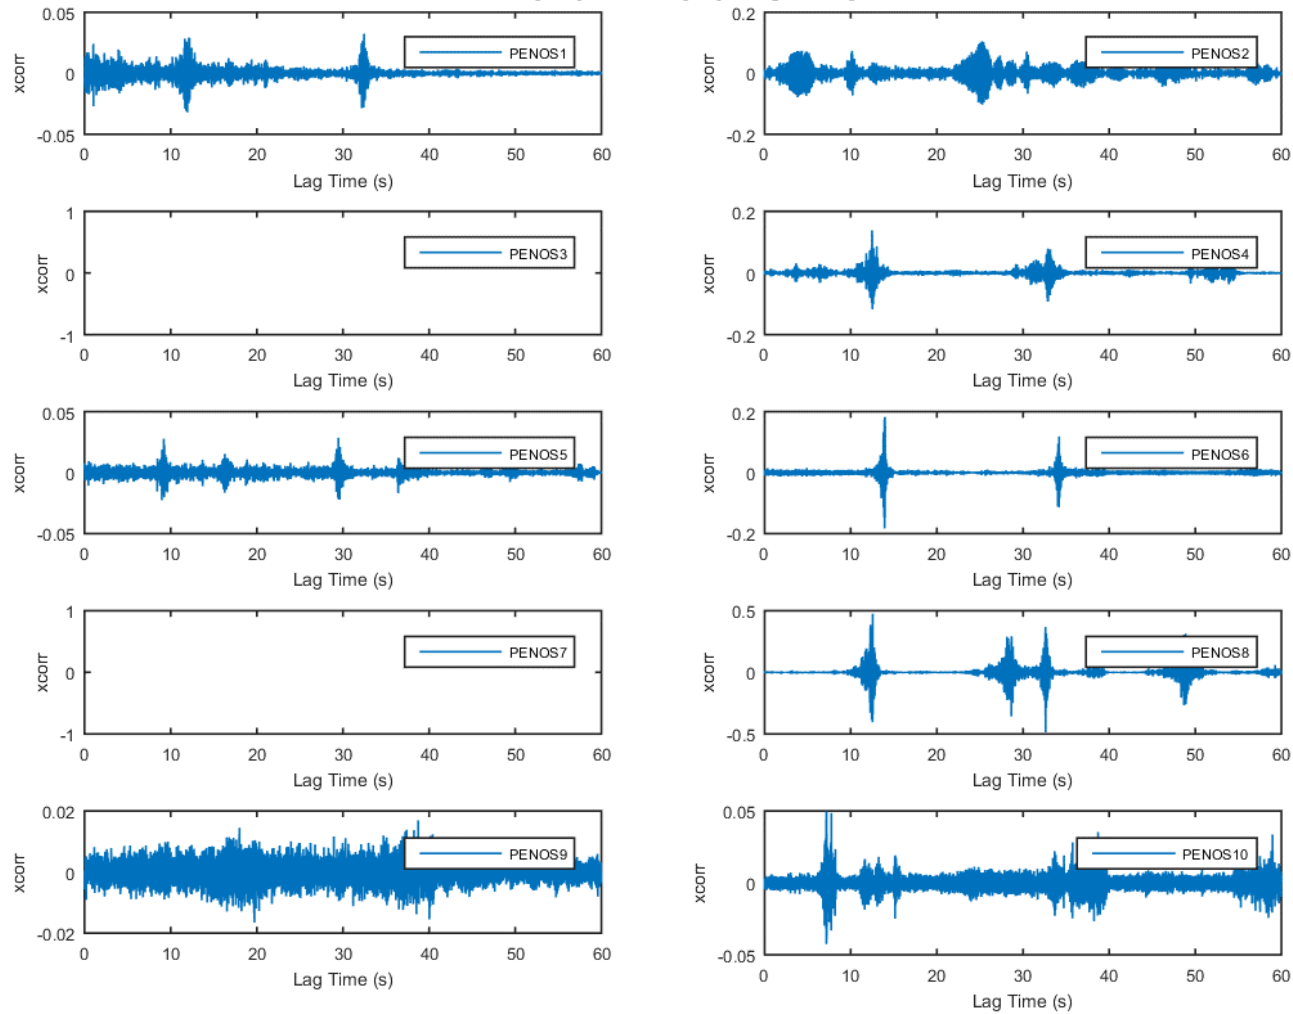 0.05
xcorr
0
-0.05
PENOS1
0 10 20 30 40 50 60
Lag Time (s)
0.2
xcorr
0
-0.2
PENOS2
0 10 20 30 40 50 60
Lag Time (s)
1
xcorr
0
-1
PENOS3
0 10 20 30 40 50 60
Lag Time (s)
0.2
xcorr
0
-0.2
PENOS4
0 10 20 30 40 50 60
Lag Time (s)
0.05
xcorr
0
-0.05
PENOS5
0 10 20 30 40 50 60
Lag Time (s)
0.2
xcorr
0
-0.2
PENOS6
0 10 20 30 40 50 60
Lag Time (s)
1
xcorr
0
-1
PENOS7
0 10 20 30 40 50 60
Lag Time (s)
0.5
xcorr
0
-0.5
PENOS8
0 10 20 30 40 50 60
Lag Time (s)
0.02
xcorr
0
-0.02
PENOS9
0 10 20 30 40 50 60
Lag Time (s)
0.05
xcorr
0
-0.05
PENOS10
0 10 20 30 40 50 60
Lag Time (s)